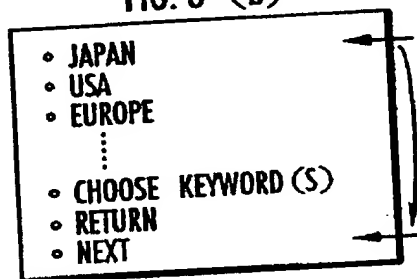 • JAPAN
• USA
• EUROPE
• CHOOSE KEYWORD(S)
• RETURN
• NEXT